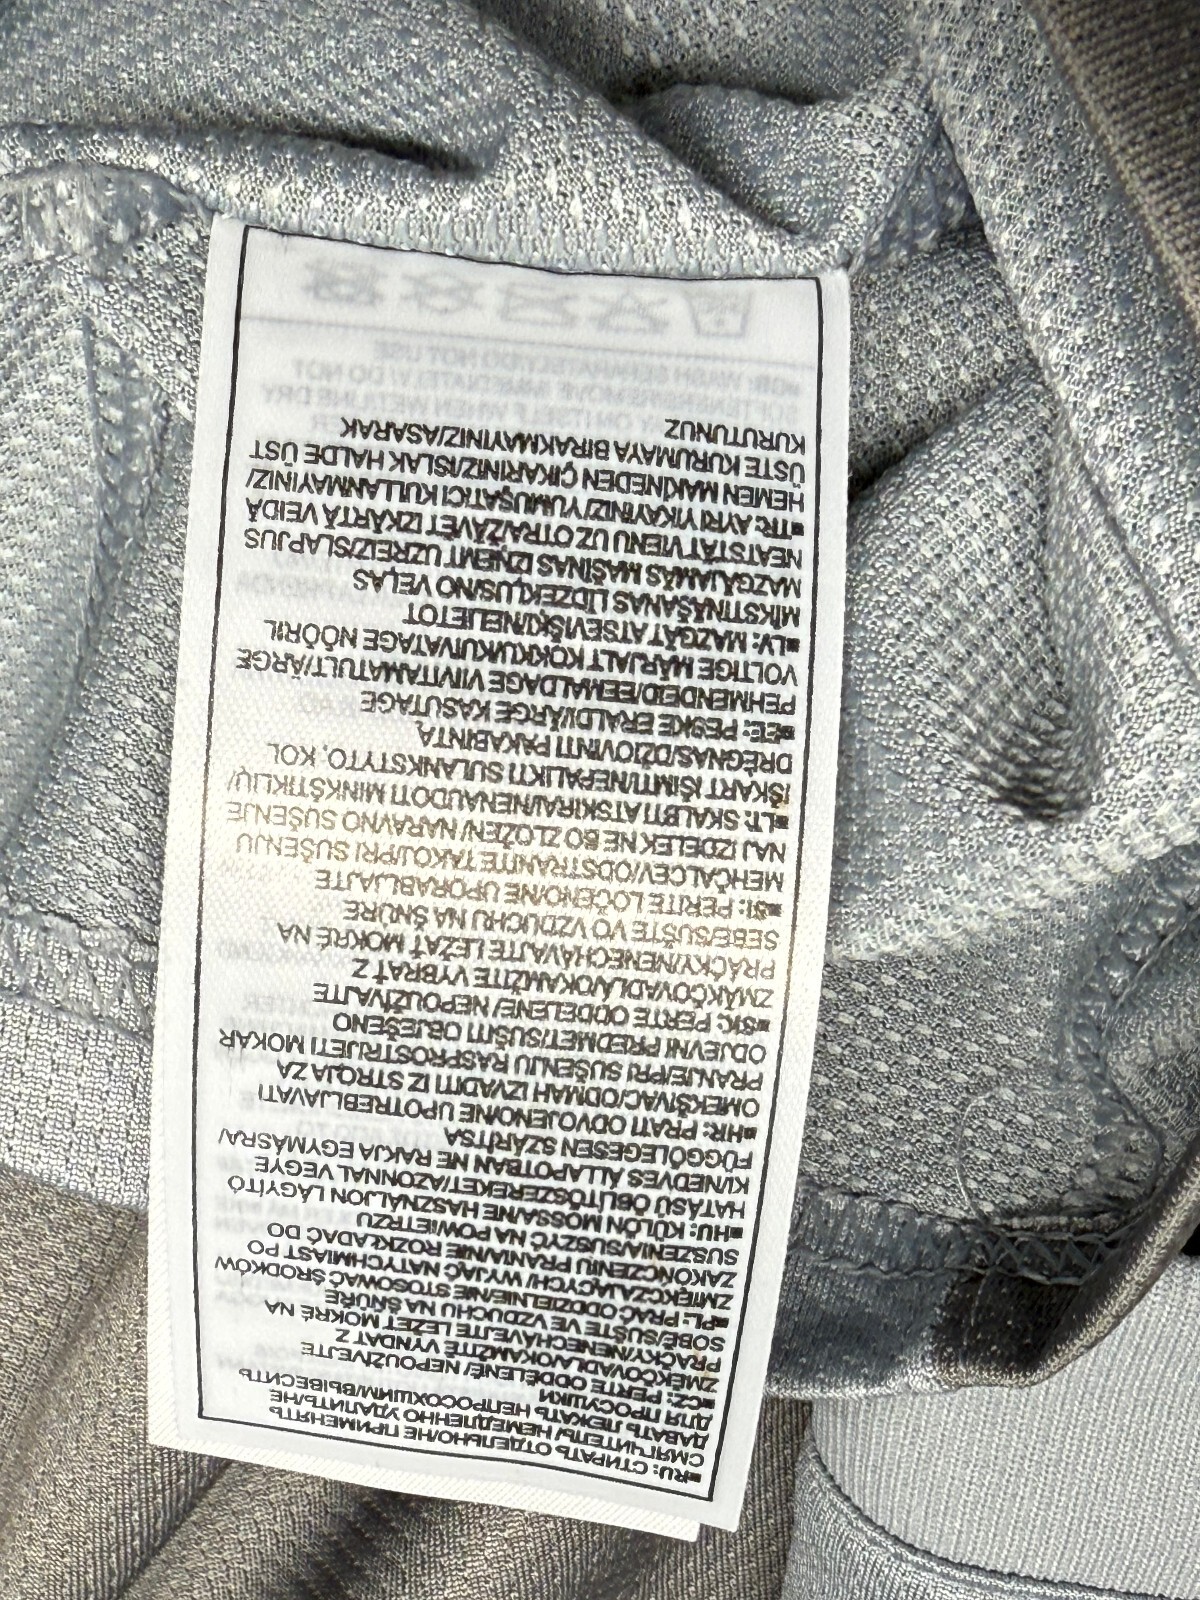 ■RU: СТИРАТЬ ОТДЕЛЬНО/НЕ ПРИМЕНЯТЬ
СМЯГЧИТЕЛЬ/ НЕМЕДЛЕННО УДАЛИТЬ/НЕ
ДАВАТЬ ЛЕЖАТЬ НЕПРОСОХШИМ/ВЫВЕСИТЬ
ДЛЯ ПРОСУШКИ
■CZ: PERTE ODDĚLENĚ/ NEPOUŽÍVEJTE
ZMĚKČOVADLA/OKAMŽITĚ VYNDAT Z
PRAČKY/NENECHÁVEJTE LEŽET MOKRÉ NA
SOBĚ/SUŠTE VE VZDUCHU NA ŠŇŮŘE
■PL: PRAĆ ODDZIELNIE/NIE STOSOWAĆ ŚRODKÓW
ZMIĘKCZAJĄCYCH/ WYJĄĆ NATYCHMIAST PO
ZAKOŃCZENIU PRANIA/NIE ROZKŁADAĆ DO
SUSZENIA/SUSZYĆ NA POWIETRZU
■HU: KÜLÖN MOSSA/NE HASZNÁLJON LÁGYÍTÓ
HATÁSÚ ÖBLÍTŐSZEREKET/AZONNAL VEGYE
KI/NEDVES ÁLLAPOTBAN NE RAKJA EGYMÁSRA/
FÜGGŐLEGESEN SZÁRÍTSA
■HR: PRATI ODVOJENO/NE UPOTREBLJAVATI
OMEKŠIVAČ/ODMAH IZVADITI IZ STROJA ZA
PRANJE/PRI SUŠENJU RASPROSTRIJETI MOKAR
ODJEVNI PREDMET/SUŠITI OBJEŠENO
■SK: PERTE ODDELENE/ NEPOUŽÍVAJTE
ZMÄKČOVADLÁ/OKAMŽITE VYBRAŤ Z
PRÁČKY/NENECHÁVAJTE LEŽAŤ MOKRÉ NA
SEBE/SUŠTE VO VZDUCHU NA ŠNÚRE
■SI: PERITE LOČENO/NE UPORABLJAJTE
MEHČALCEV/ODSTRANITE TAKOJ/PRI SUŠENJU
NAJ IZDELEK NE BO ZLOŽEN/ NARAVNO SUŠENJE
■LT: SKALBTI ATSKIRAI/NENAUDOTI MINKŠTIKLIŲ/
IŠKART IŠIMTI/NEPALIKTI SULANKSTYTO, KOL
DRĖGNAS/DŽIOVINTI PAKABINTĄ
■EE: PESKE ERALDI/ÄRGE KASUTAGE
PEHMENDEID/EEMALDAGE VIIVITAMATULT/ÄRGE
VOLTIGE MÄRJALT KOKKU/KUIVATAGE NÖÖRIL
■LV: MAZGĀT ATSEVIŠĶI/NELIETOT
MĪKSTINĀŠANAS LĪDZEKĻUS/NO VEĻAS
MAZGĀJAMĀS MAŠĪNAS IZŅEMT UZREIZ/SLAPJUS
NEATSTĀT VIENU UZ OTRA/ŽĀVĒT IZKĀRTĀ VEIDĀ
■TR: AYRI YIKAYINIZ/ YUMUŞATICI KULLANMAYINIZ/
HEMEN MAKİNEDEN ÇIKARINIZ/ISLAK HALDE ÜST
ÜSTE KURUMAYA BIRAKMAYINIZ/ASARAK
KURUTUNUZ